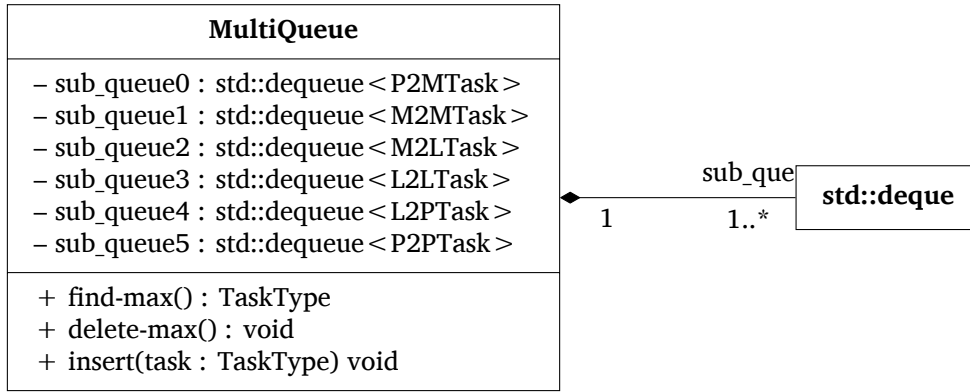 MultiQueue
– sub_queue0 : std::dequeue<P2MTask>
– sub_queue1 : std::dequeue<M2MTask>
– sub_queue2 : std::dequeue<M2LTask>
– sub_queue3 : std::dequeue<L2LTask>
– sub_queue4 : std::dequeue<L2PTask>
– sub_queue5 : std::dequeue<P2PTask>
+ find-max() : TaskType
+ delete-max() : void
+ insert(task : TaskType) void
sub_que
1
1..*
std::deque